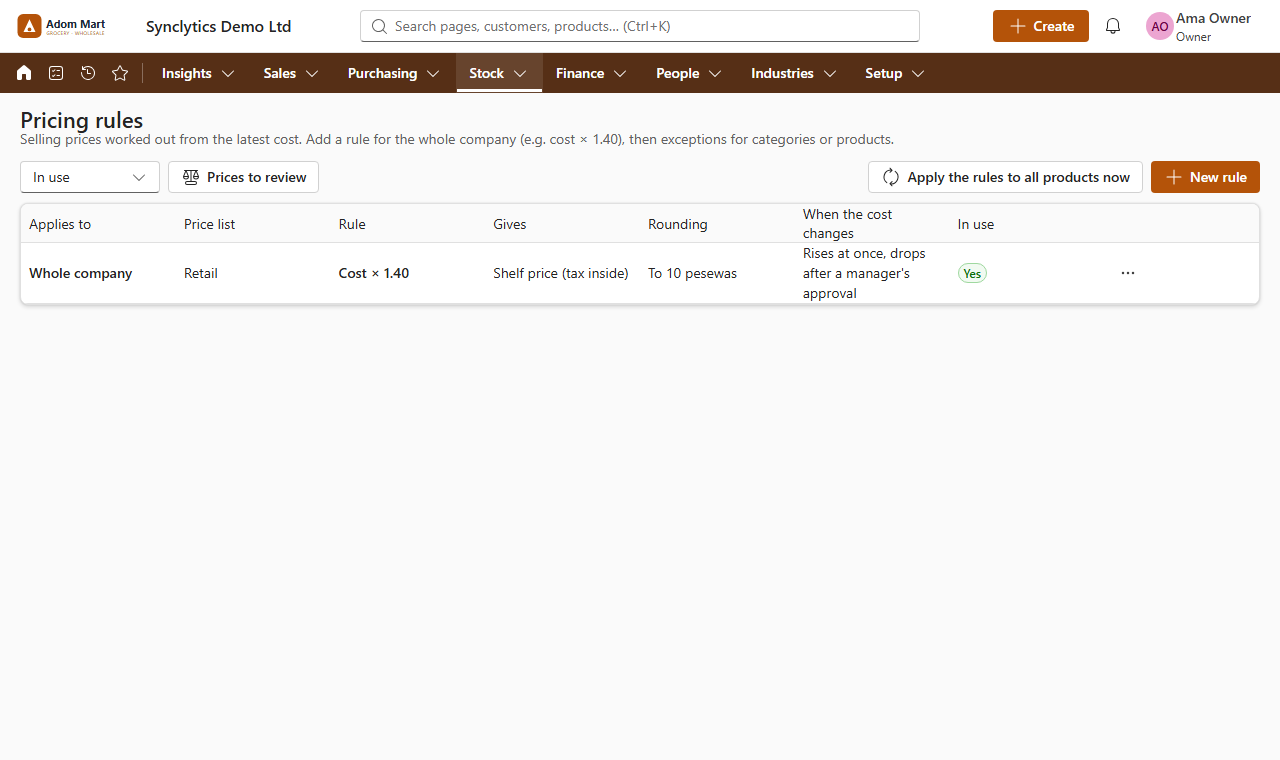 Adom Mart
GROCERY · WHOLESALE
Synclytics Demo Ltd
Search pages, customers, products... (Ctrl+K)
Create
AO
Ama Owner
Owner
Insights
Sales
Purchasing
Stock
Finance
People
Industries
Setup
Pricing rules
Selling prices worked out from the latest cost. Add a rule for the whole company (e.g. cost × 1.40), then exceptions for categories or products.
In use
Prices to review
Apply the rules to all products now
New rule
Applies to
Price list
Rule
Gives
Rounding
When the cost
changes
In use
Whole company
Retail
Cost × 1.40
Shelf price (tax inside)
To 10 pesewas
Rises at once, drops
after a manager's
approval
Yes